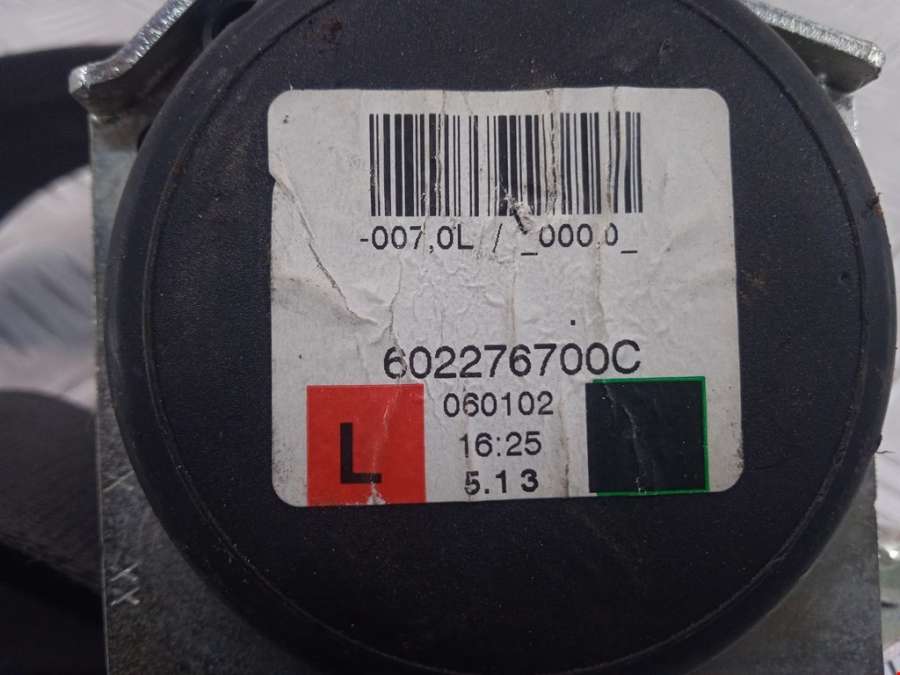 -007,0L / _000,0_
602276700C
060102
L
16:25
5.13